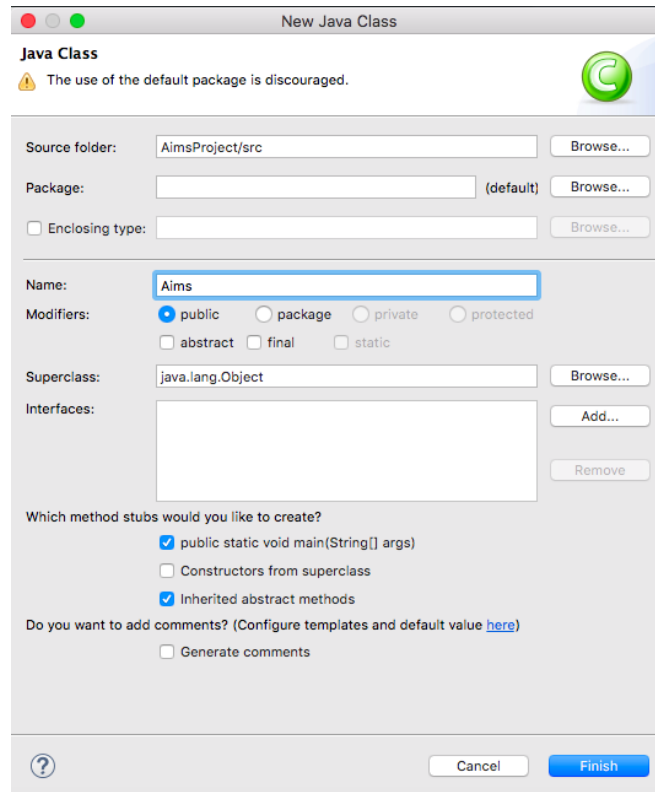 New Java Class
Java Class
The use of the default package is discouraged.
C
Source folder: AimsProject/src Browse...
Package: (default) Browse...
Enclosing type: Browse...
Name: Aims
Modifiers: public package private protected
abstract final static
Superclass: java.lang.Object Browse...
Interfaces: Add...
Remove
Which method stubs would you like to create?
public static void main(String[] args)
Constructors from superclass
Inherited abstract methods
Do you want to add comments? (Configure templates and default value here)
Generate comments
? Cancel Finish